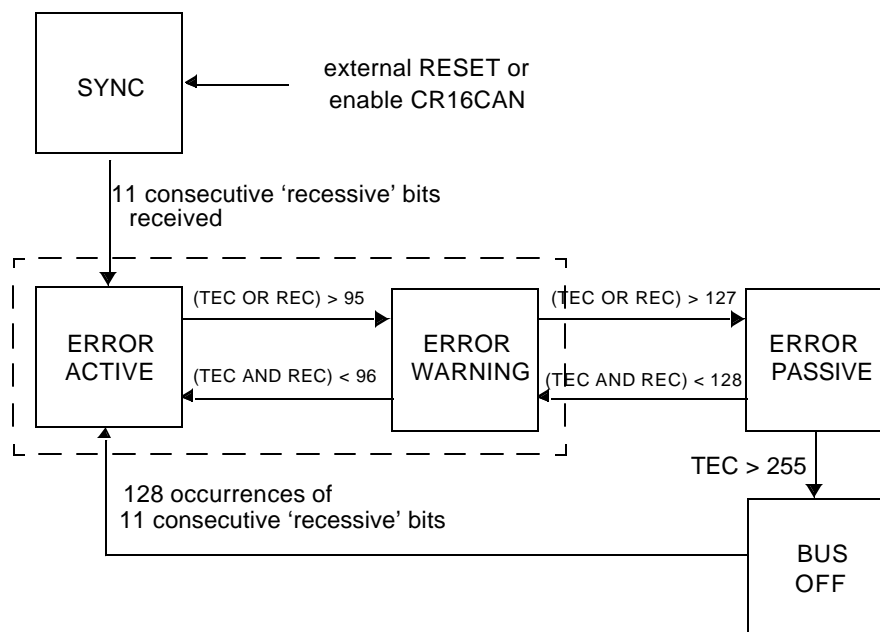 SYNC
external RESET or
enable CR16CAN
11 consecutive ‘recessive’ bits
received
(TEC OR REC) > 95
(TEC OR REC) > 127
ERROR
ACTIVE
ERROR
WARNING
ERROR
PASSIVE
(TEC AND REC) < 96
(TEC AND REC) < 128
TEC > 255
128 occurrences of
11 consecutive ‘recessive’ bits
BUS
OFF